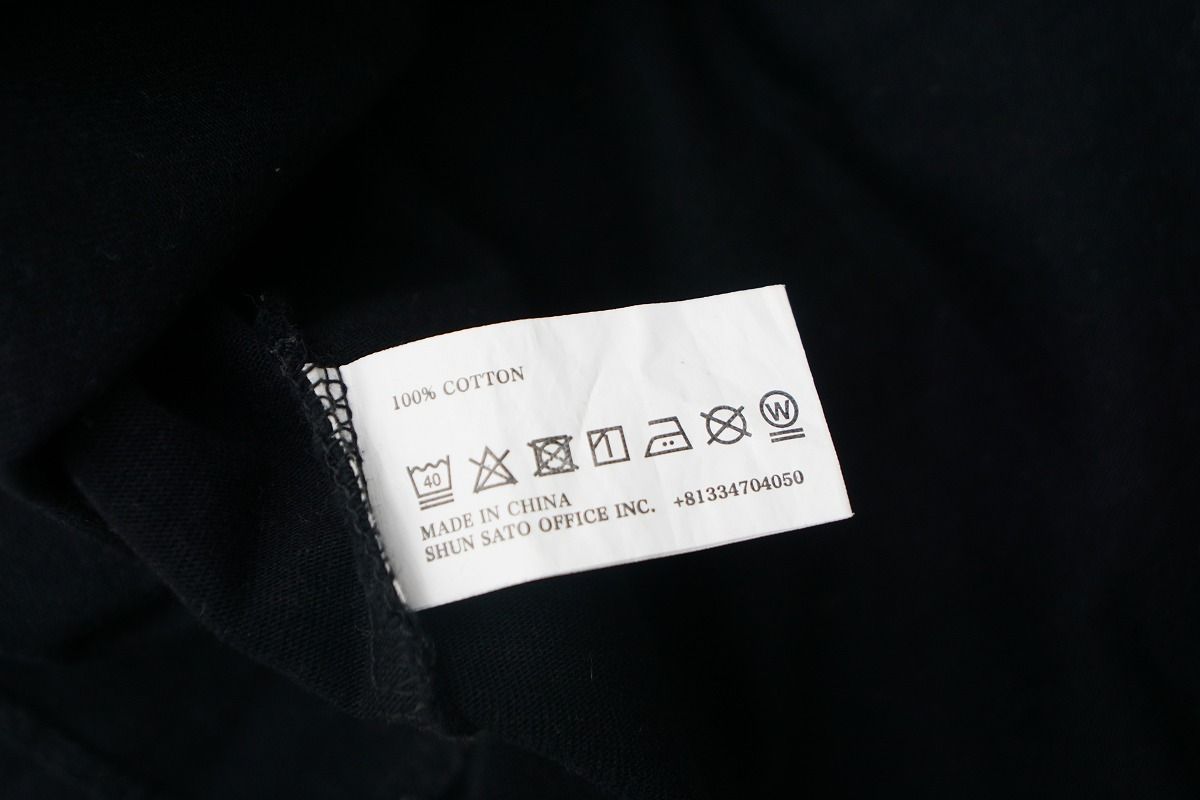 100% COTTON
40 W
MADE IN CHINA
SHUN SATO OFFICE INC. +81334704050